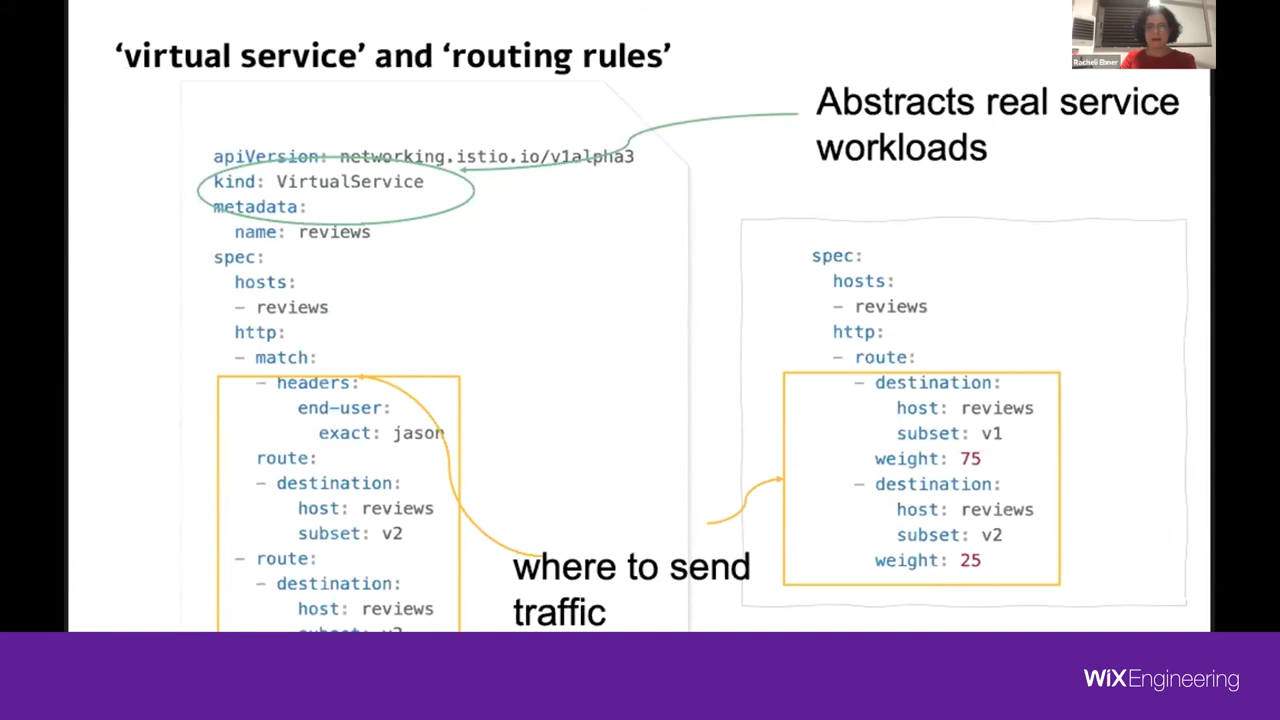 'virtual service' and 'routing rules'
Racheli Ebner
Abstracts real service
workloads
apiVersion: networking.istio.io/v1alpha3
kind: VirtualService
metadata:
name: reviews
spec:
hosts:
- reviews
http:
- match:
- headers:
end-user:
exact: jason
route:
- destination:
host: reviews
subset: v2
- route:
- destination:
host: reviews
where to send
traffic
spec:
hosts:
- reviews
http:
- route:
- destination:
host: reviews
subset: v1
weight: 75
- destination:
host: reviews
subset: v2
weight: 25
WiXEngineering